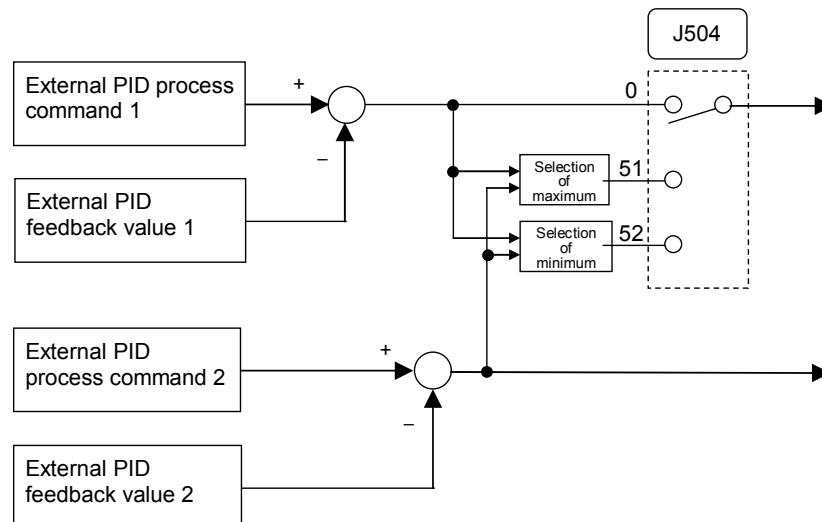 J504
External PID process
command 1
+
−
0
External PID
feedback value 1
Selection
of
maximum
51
Selection
of
minimum
52
External PID
process command 2
+
−
External PID
feedback value 2